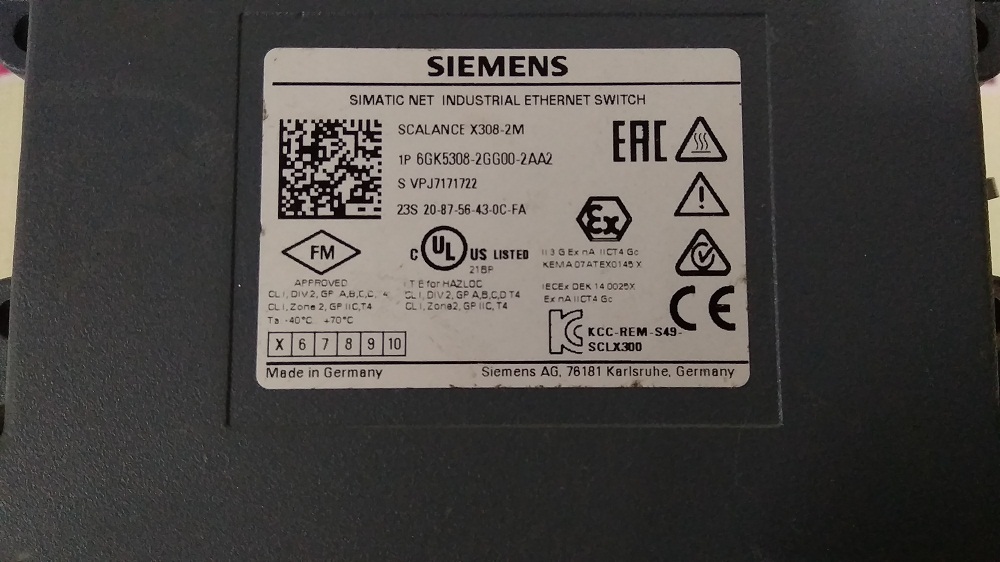 SIEMENS
SIMATIC NET INDUSTRIAL ETHERNET SWITCH
SCALANCE X308-2M
1P 6GK5308-2GG00-2AA2
S VPJ7171722
23S 20-87-56-43-0C-FA
EAC
Ex
FM
APPROVED
CL I, DIV 2, GP A,B,C,D, T4
CL I, Zone 2, GP IIC, T4
Ta -40°C +70°C
C UL US LISTED
21BP
I.T.E for HAZLOC
CL I, DIV 2, GP A,B,C,D T4
CL I, Zone2, GP IIC,T4
II 3 G Ex nA IICT4 Gc
KEMA 07ATEX0145 X
IECEx DEK 14.0025X
Ex nA IICT4 Gc
CE
KCC-REM-S49-
SCLX300
X 6 7 8 9 10
Made in Germany
Siemens AG, 76181 Karlsruhe, Germany